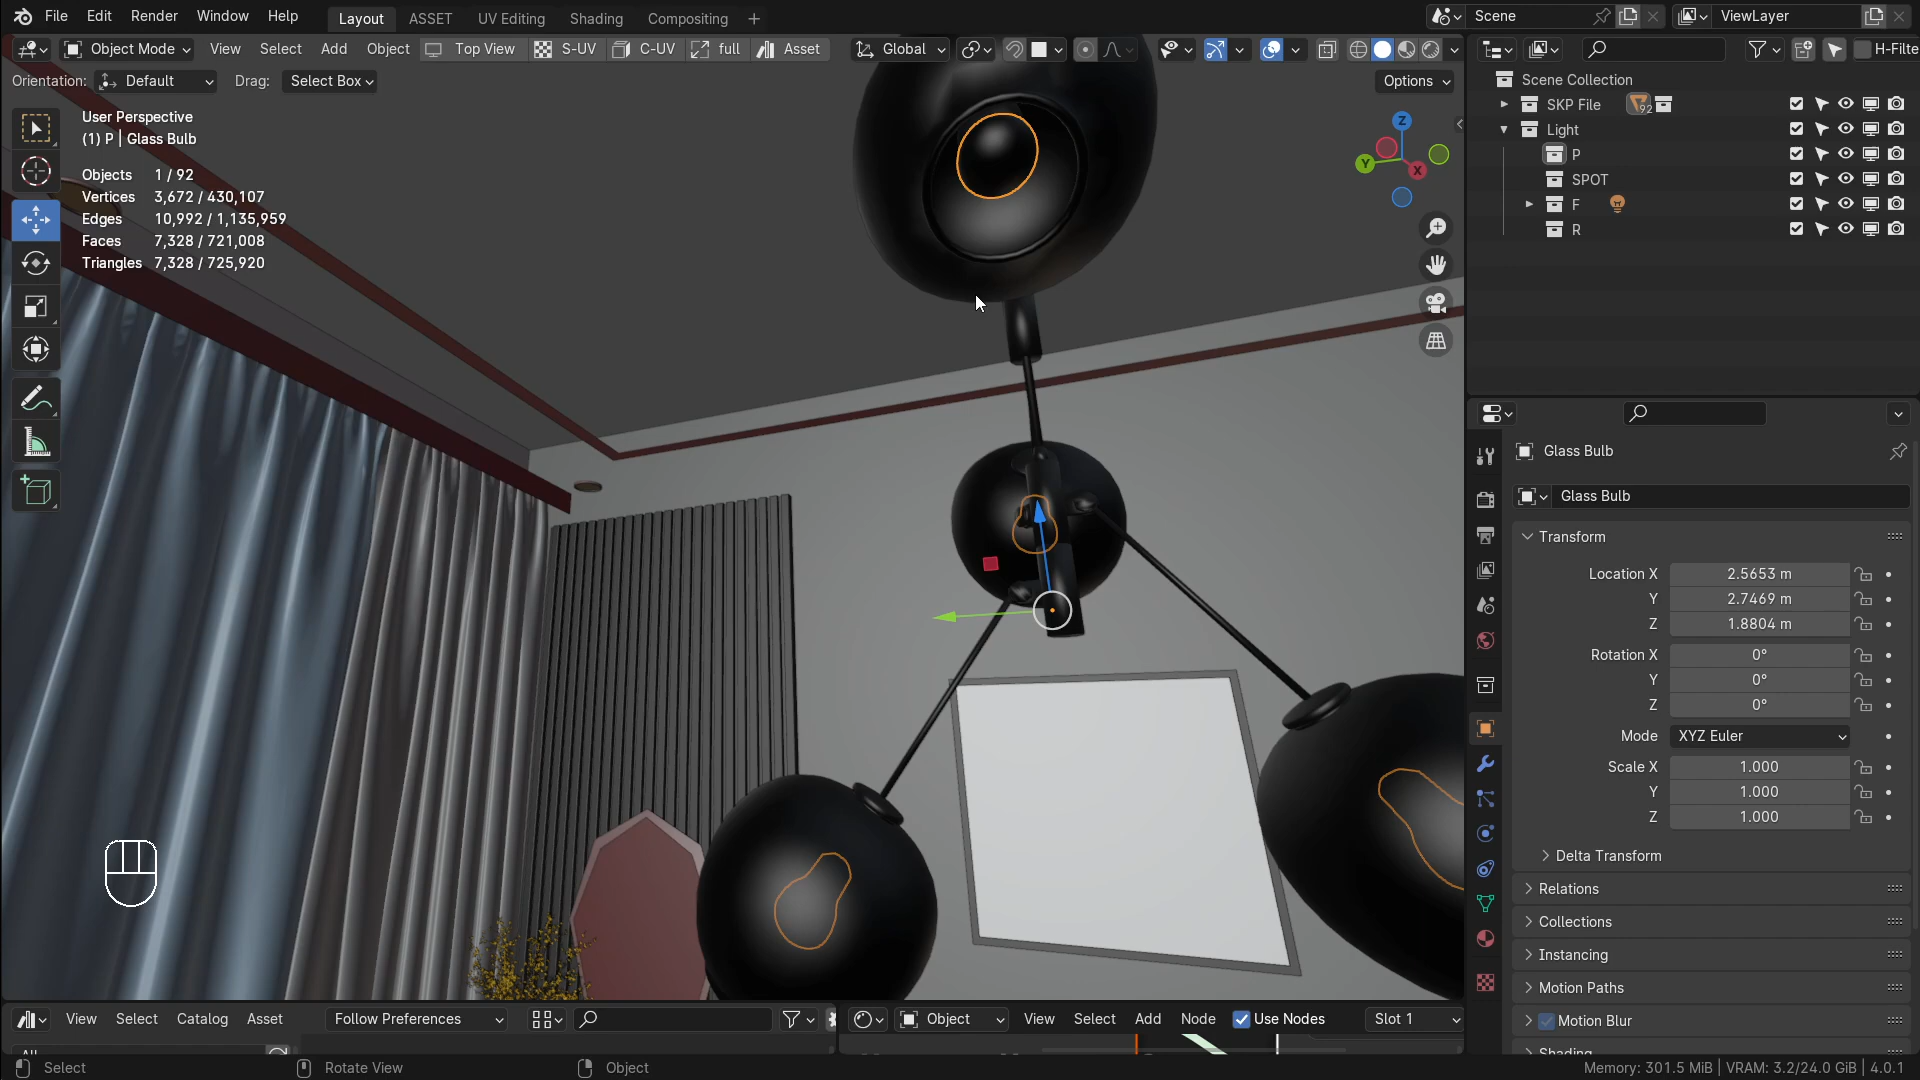 File Edit Render Window Help Layout ASSET UV Editing Shading Compositing + Scene ViewLayer
Object Mode View Select Add Object Top View S-UV C-UV full Asset Global H-Filte
Orientation: Default Drag: Select Box Options
User Perspective
(1) P | Glass Bulb
Objects 1 / 92
Vertices 3,672 / 430,107
Edges 10,992 / 1,135,959
Faces 7,328 / 721,008
Triangles 7,328 / 725,920
Z
Y
X
Scene Collection
SKP File 92
Light
P
SPOT
F
R
Glass Bulb
Glass Bulb
Transform
Location X 2.5653 m
Y 2.7469 m
Z 1.8804 m
Rotation X 0°
Y 0°
Z 0°
Mode XYZ Euler
Scale X 1.000
Y 1.000
Z 1.000
Delta Transform
Relations
Collections
Instancing
Motion Paths
Motion Blur
Shading
View Select Catalog Asset Follow Preferences Object View Select Add Node Use Nodes Slot 1
All
Select Rotate View Object Memory: 301.5 MiB | VRAM: 3.2/24.0 GiB | 4.0.1